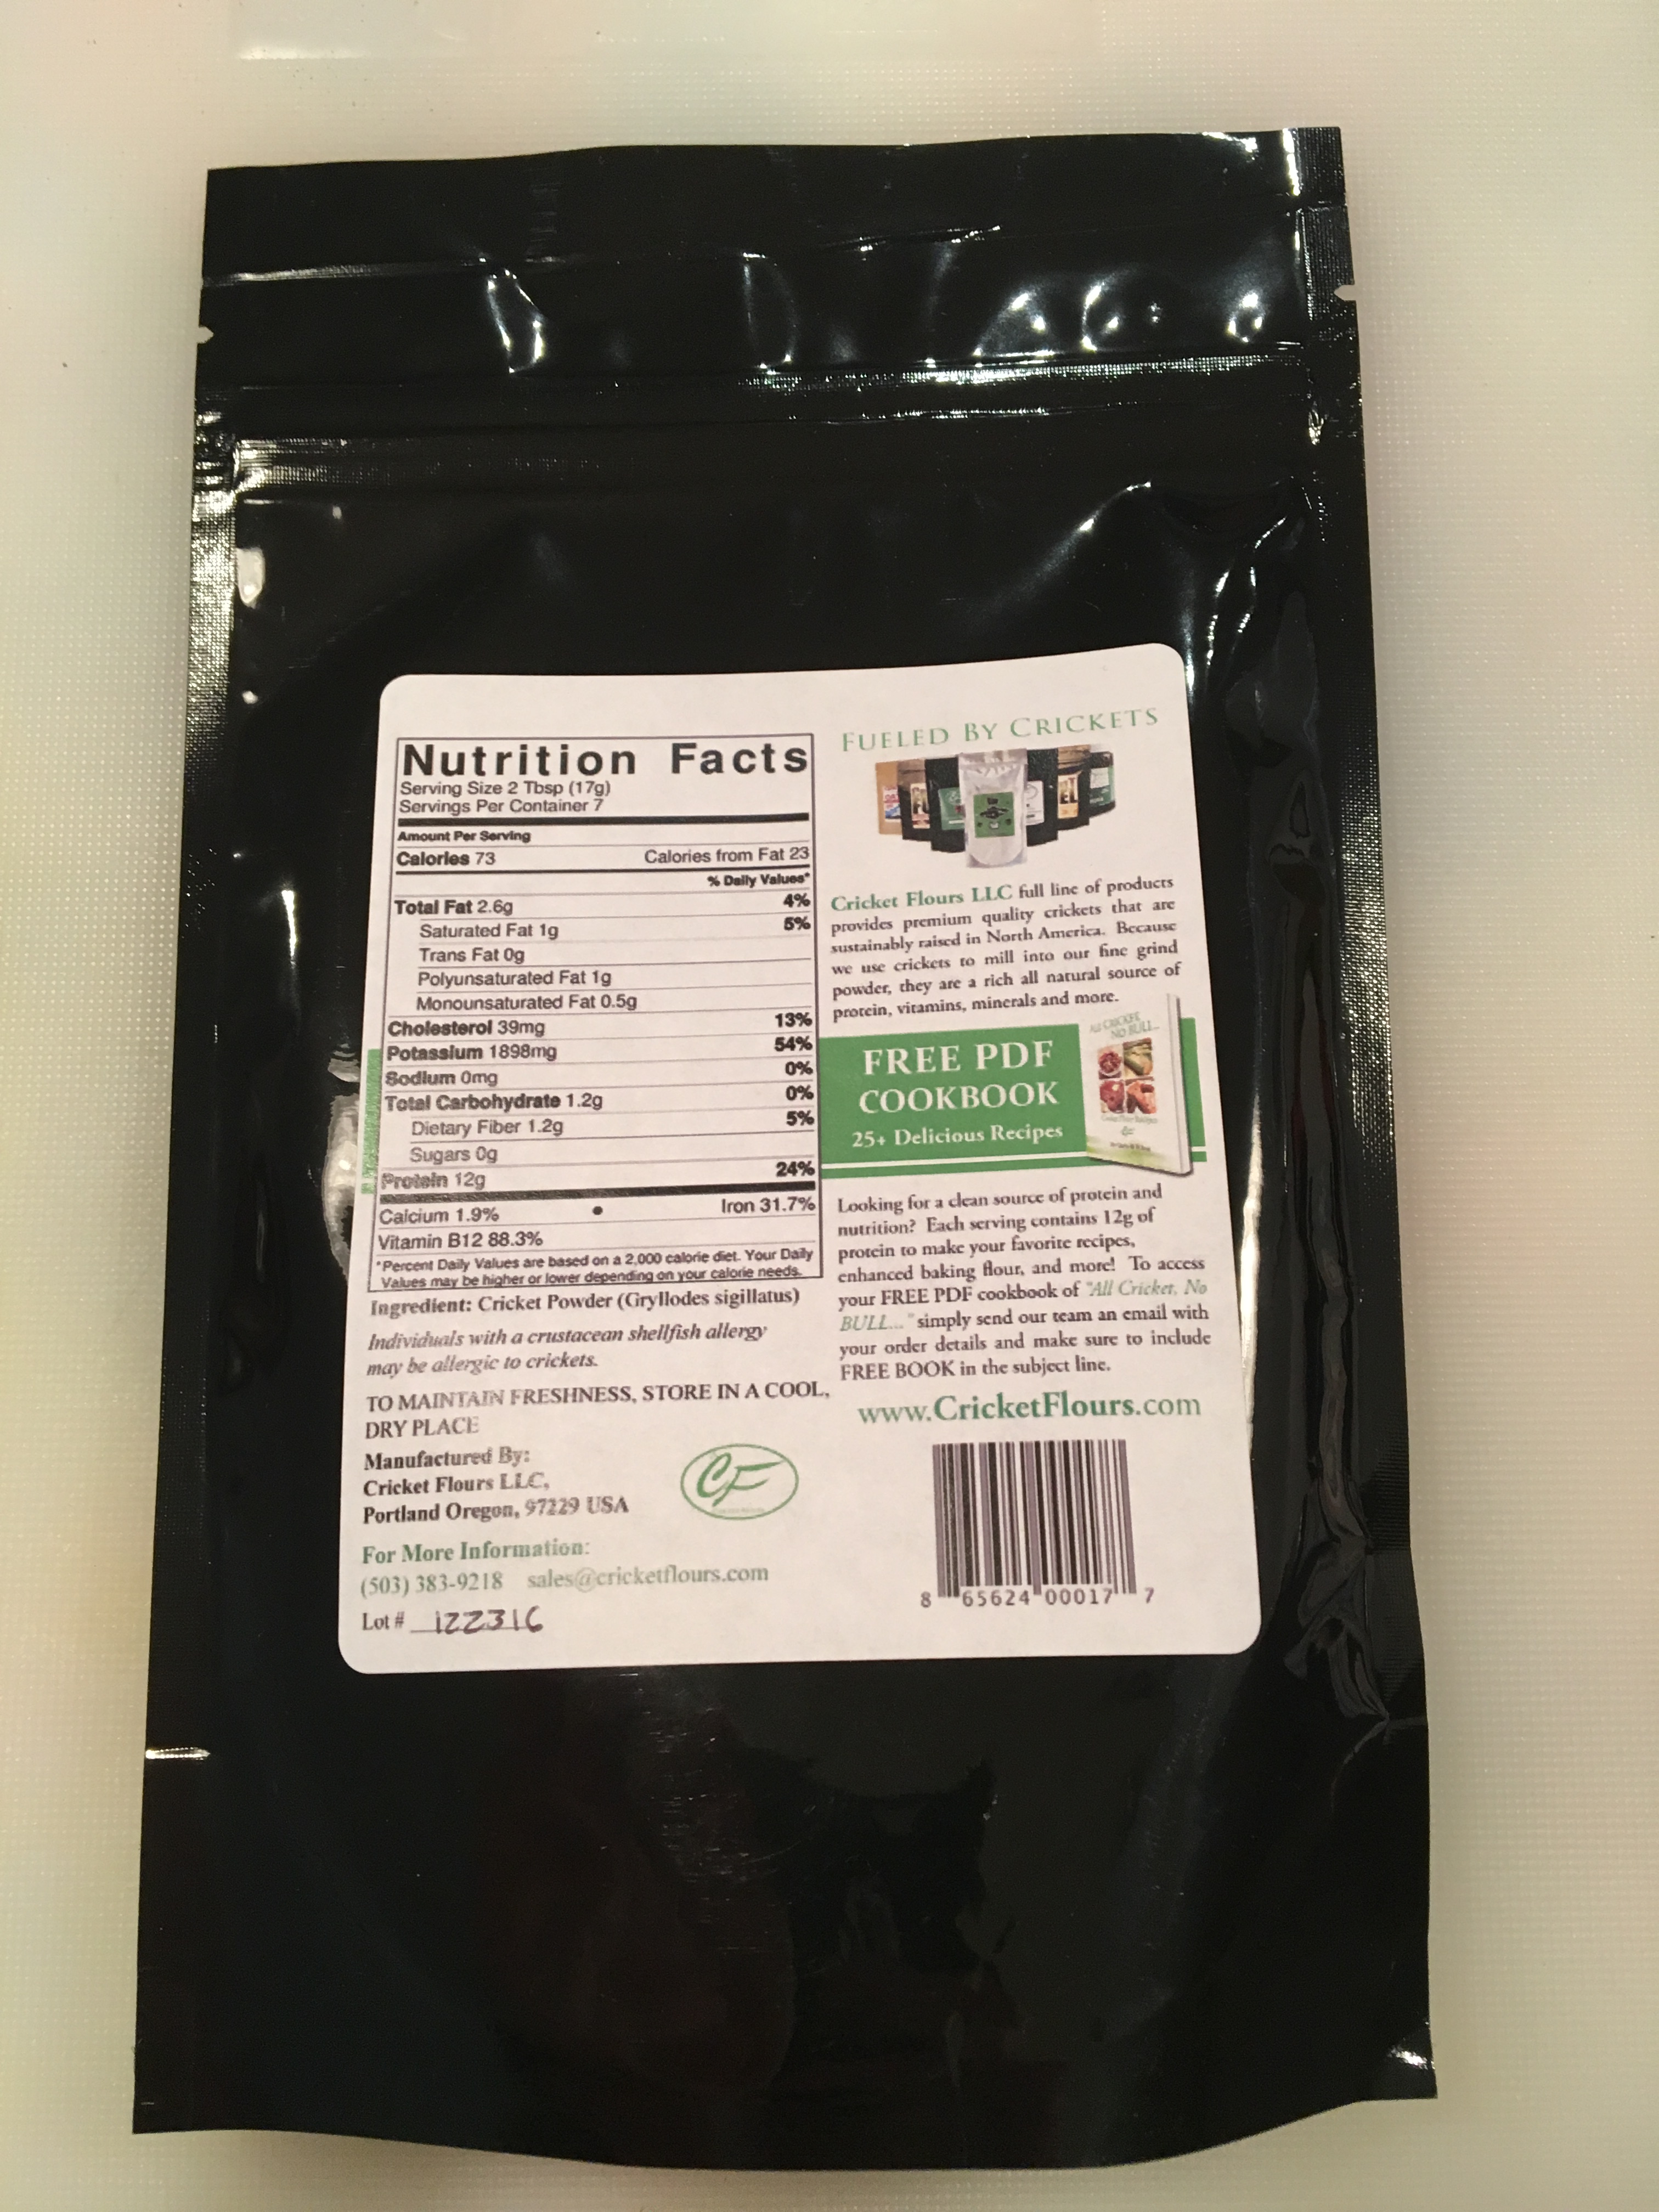 Nutrition Facts
Serving Size 2 Tbsp (17g)
Servings Per Container 7
Amount Per Serving
Calories 73 Calories from Fat 23
% Daily Values*
Total Fat 2.6g 4%
Saturated Fat 1g 5%
Trans Fat 0g
Polyunsaturated Fat 1g
Monounsaturated Fat 0.5g
Cholesterol 39mg 13%
Potassium 1898mg 54%
Sodium 0mg 0%
Total Carbohydrate 1.2g 0%
Dietary Fiber 1.2g 5%
Sugars 0g
Protein 12g 24%
Calcium 1.9% • Iron 31.7%
Vitamin B12 88.3%
*Percent Daily Values are based on a 2,000 calorie diet. Your Daily
Values may be higher or lower depending on your calorie needs.
Ingredient: Cricket Powder (Gryllodes sigillatus)
Individuals with a crustacean shellfish allergy
may be allergic to crickets.
TO MAINTAIN FRESHNESS, STORE IN A COOL,
DRY PLACE
Manufactured By:
Cricket Flours LLC,
Portland Oregon, 97229 USA
CF
For More Information:
(503) 383-9218 sales@cricketflours.com
Lot # 122316
FUELED BY CRICKETS
Cricket Flours LLC full line of products
provides premium quality crickets that are
sustainably raised in North America. Because
we use crickets to mill into our fine grind
powder, they are a rich all natural source of
protein, vitamins, minerals and more.
FREE PDF
COOKBOOK
25+ Delicious Recipes
ALL CRICKET,
NO BULL...
Looking for a clean source of protein and
nutrition? Each serving contains 12g of
protein to make your favorite recipes,
enhanced baking flour, and more! To access
your FREE PDF cookbook of "All Cricket, No
BULL..." simply send our team an email with
your order details and make sure to include
FREE BOOK in the subject line.
www.CricketFlours.com
8 65624 00017 7